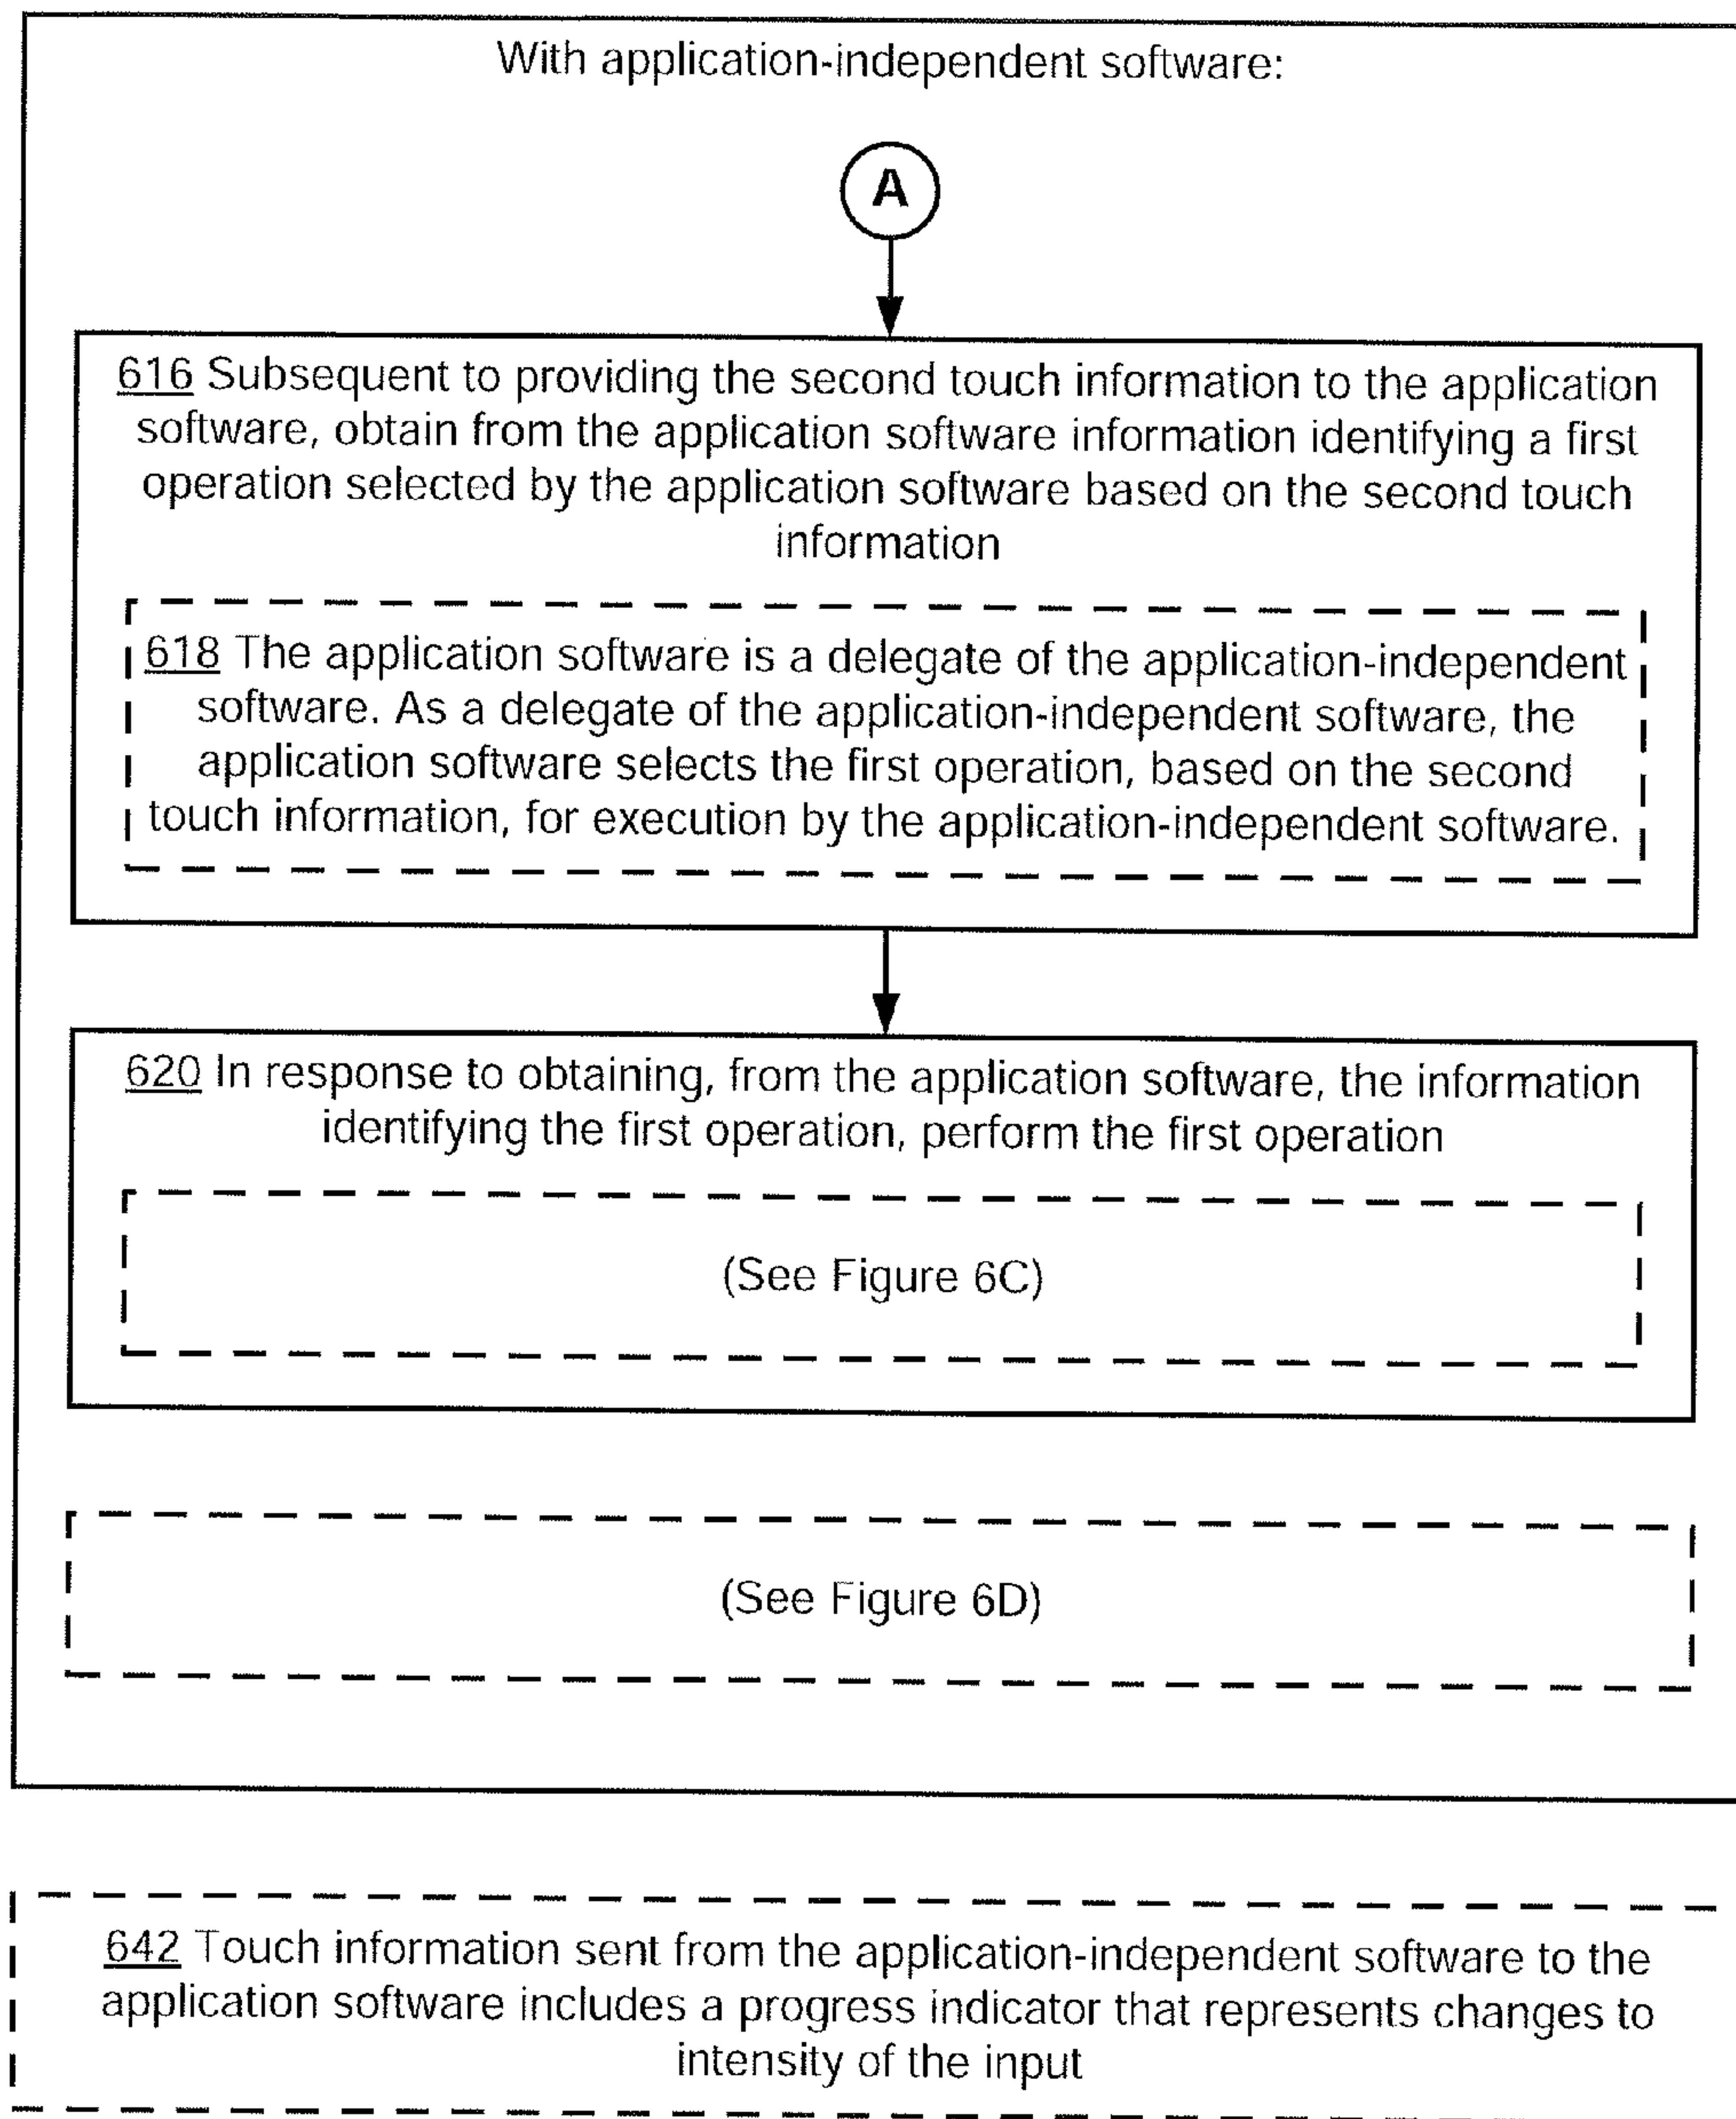 With application-independent software:
A
616 Subsequent to providing the second touch information to the application
software, obtain from the application software information identifying a first
operation selected by the application software based on the second touch
information
618 The application software is a delegate of the application-independent
software. As a delegate of the application-independent software, the
application software selects the first operation, based on the second
touch information, for execution by the application-independent software.
620 In response to obtaining, from the application software, the information
identifying the first operation, perform the first operation
(See Figure 6C)
(See Figure 6D)
642 Touch information sent from the application-independent software to the
application software includes a progress indicator that represents changes to
intensity of the input